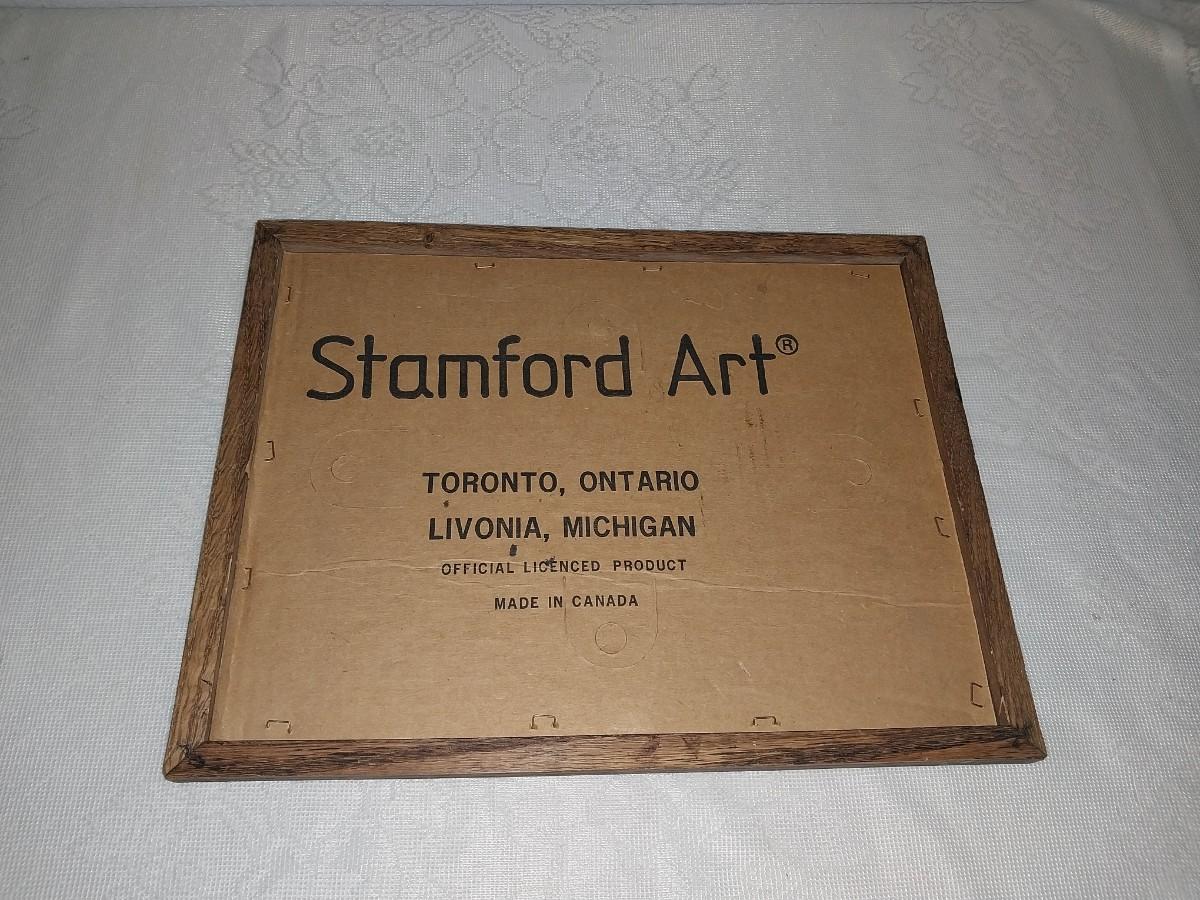 Stamford Art®
TORONTO, ONTARIO
LIVONIA, MICHIGAN
OFFICIAL LICENCED PRODUCT
MADE IN CANADA